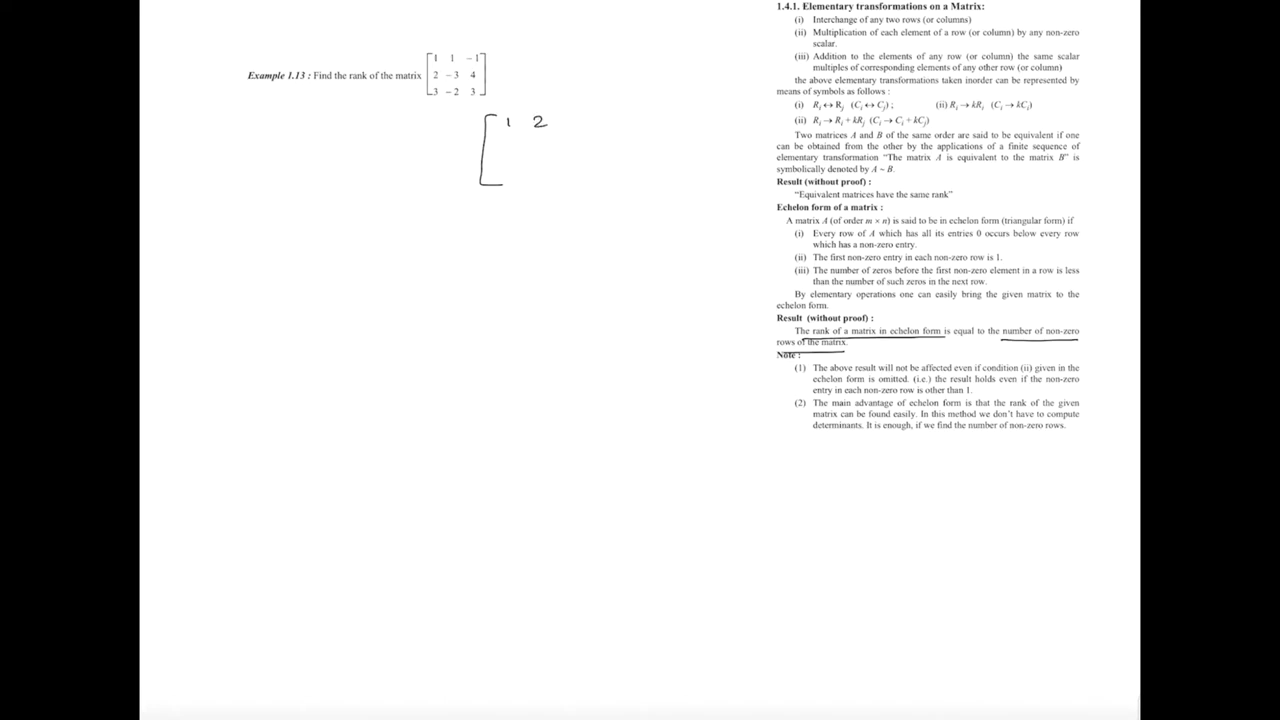 Example 1.13 : Find the rank of the matrix
1 1 − 1
2 − 3 4
3 − 2 3
1 2
1.4.1. Elementary transformations on a Matrix:
(i) Interchange of any two rows (or columns)
(ii) Multiplication of each element of a row (or column) by any non-zero
scalar.
(iii) Addition to the elements of any row (or column) the same scalar
multiples of corresponding elements of any other row (or column)
the above elementary transformations taken inorder can be represented by
means of symbols as follows :
(i) Ri ↔ Rj (Ci ↔ Cj) ; (ii) Ri → kRi (Ci → kCi)
(ii) Ri → Ri + kRj (Ci → Ci + kCj)
Two matrices A and B of the same order are said to be equivalent if one
can be obtained from the other by the applications of a finite sequence of
elementary transformation “The matrix A is equivalent to the matrix B” is
symbolically denoted by A ~ B.
Result (without proof) :
“Equivalent matrices have the same rank”
Echelon form of a matrix :
A matrix A (of order m × n) is said to be in echelon form (triangular form) if
(i) Every row of A which has all its entries 0 occurs below every row
which has a non-zero entry.
(ii) The first non-zero entry in each non-zero row is 1.
(iii) The number of zeros before the first non-zero element in a row is less
than the number of such zeros in the next row.
By elementary operations one can easily bring the given matrix to the
echelon form.
Result (without proof) :
The rank of a matrix in echelon form is equal to the number of non-zero
rows of the matrix.
Note :
(1) The above result will not be affected even if condition (ii) given in the
echelon form is omitted. (i.e.) the result holds even if the non-zero
entry in each non-zero row is other than 1.
(2) The main advantage of echelon form is that the rank of the given
matrix can be found easily. In this method we don’t have to compute
determinants. It is enough, if we find the number of non-zero rows.